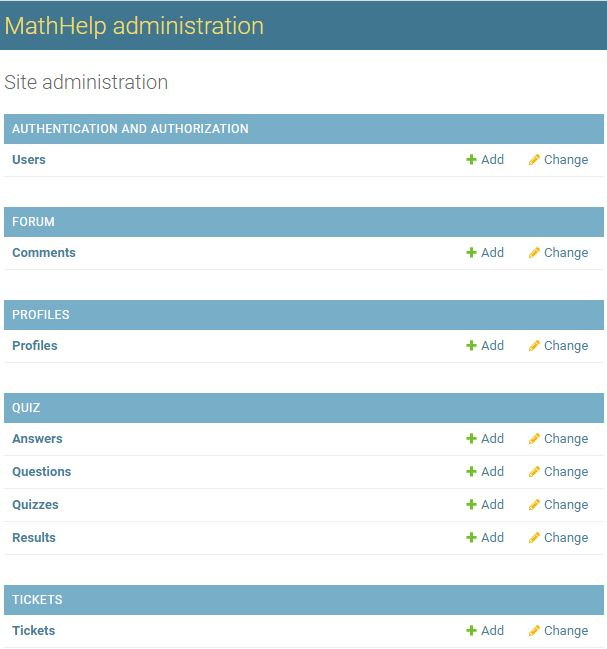 MathHelp administration
Site administration
AUTHENTICATION AND AUTHORIZATION
Users Add Change
FORUM
Comments Add Change
PROFILES
Profiles Add Change
QUIZ
Answers Add Change
Questions Add Change
Quizzes Add Change
Results Add Change
TICKETS
Tickets Add Change